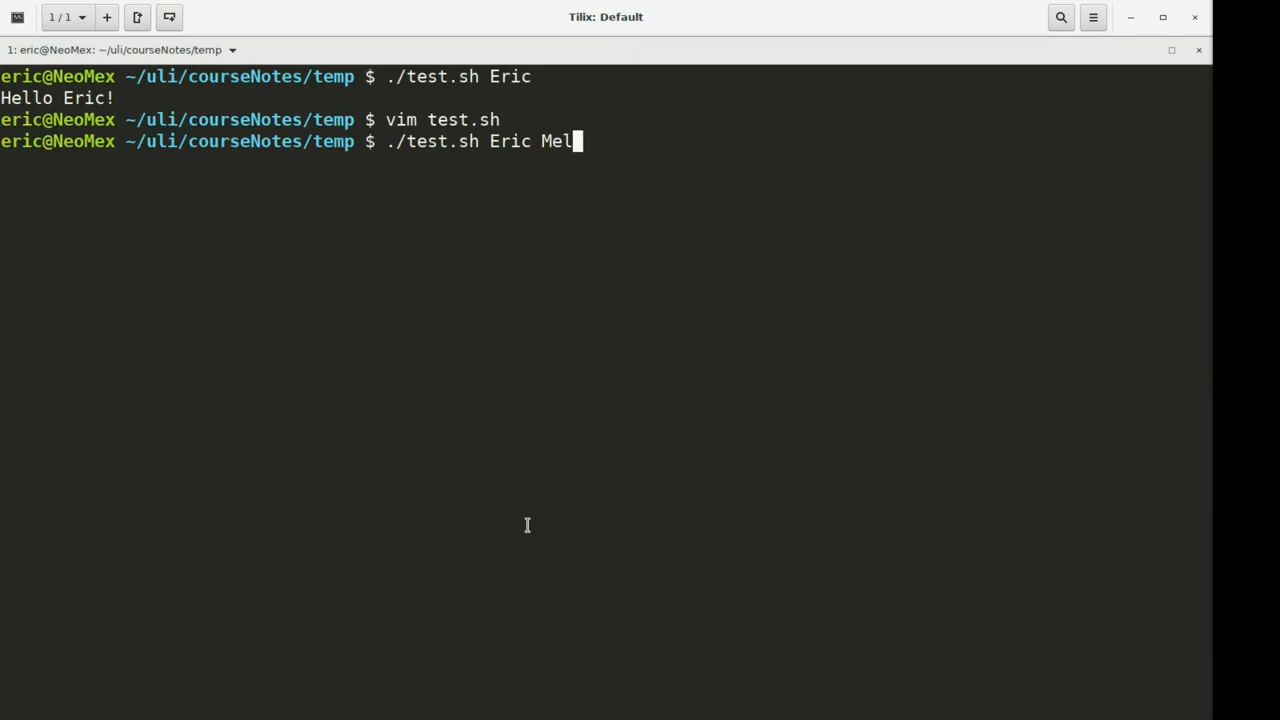 1 / 1
Tilix: Default
1: eric@NeoMex: ~/uli/courseNotes/temp
eric@NeoMex ~/uli/courseNotes/temp $ ./test.sh Eric
Hello Eric!
eric@NeoMex ~/uli/courseNotes/temp $ vim test.sh
eric@NeoMex ~/uli/courseNotes/temp $ ./test.sh Eric Mel